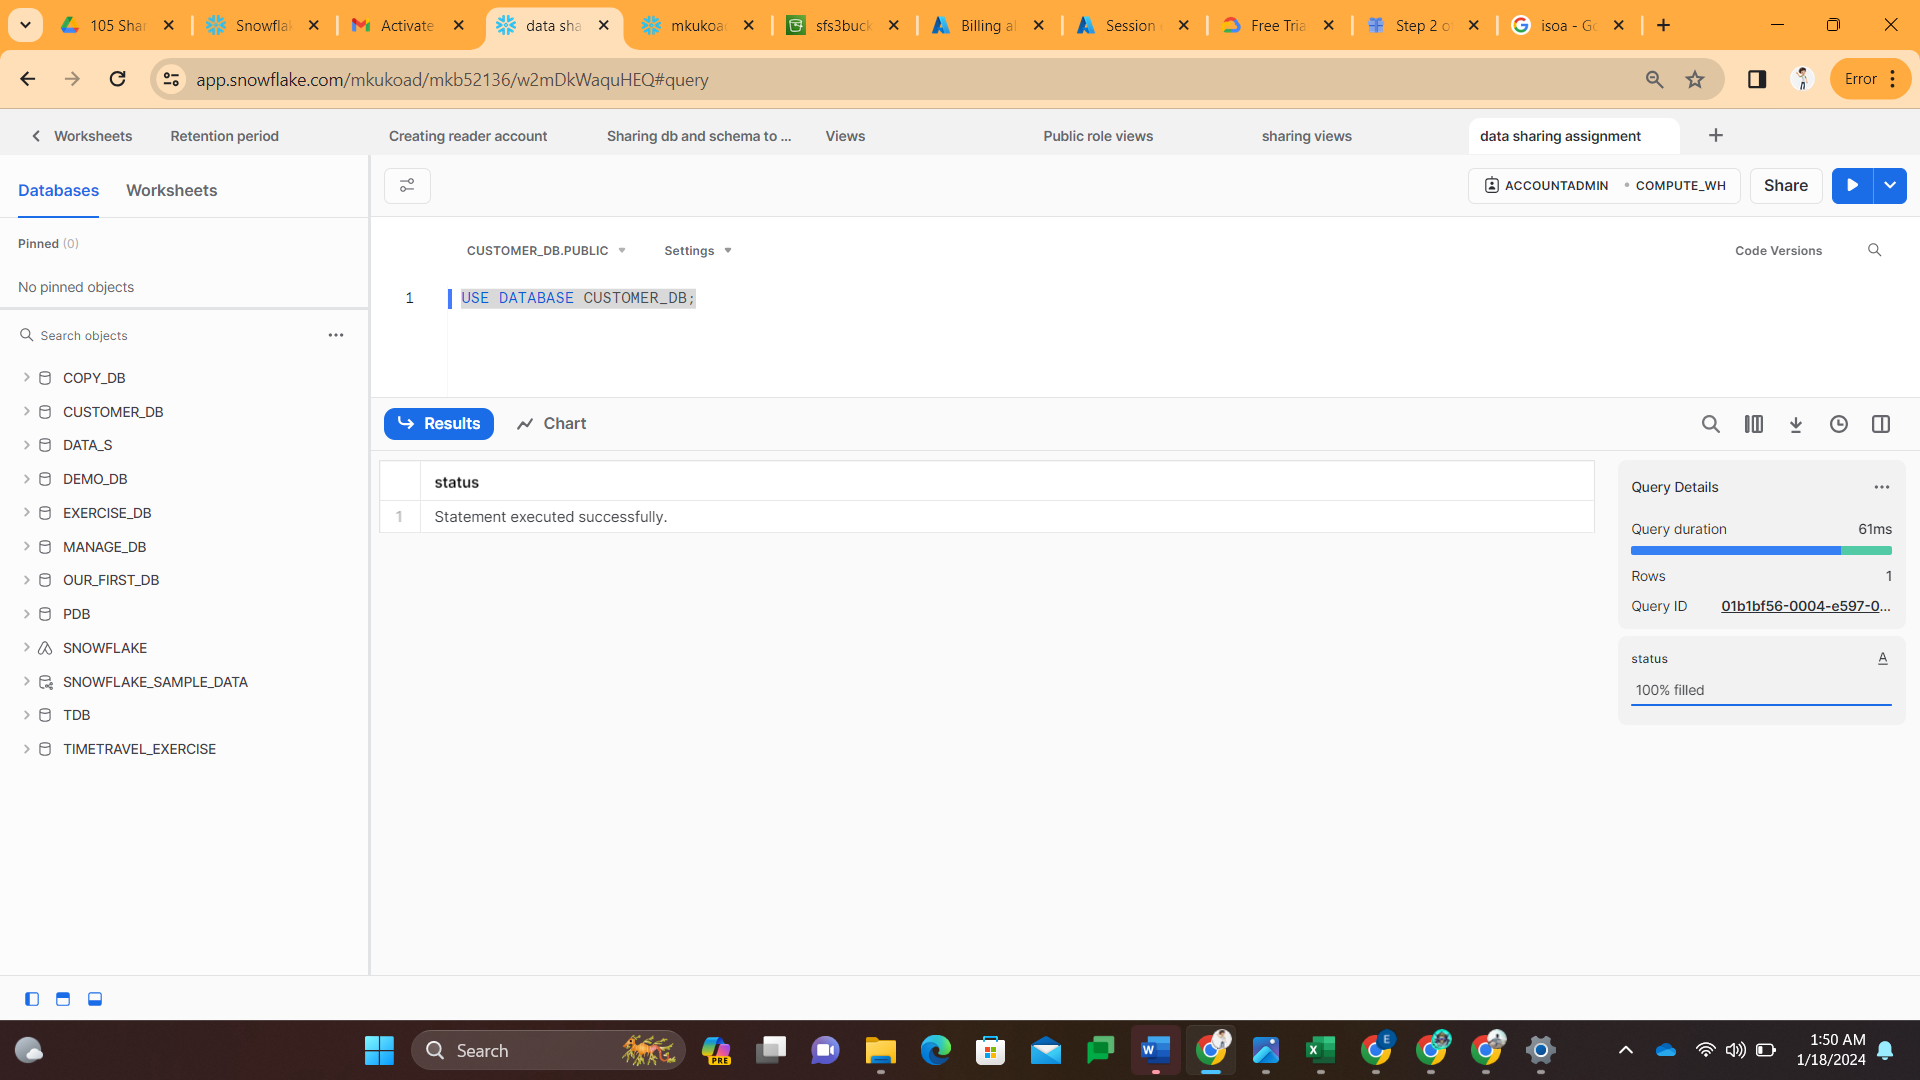 105 Shar
Snowflak
Activate
data sha
mkukoad
sfs3buck
Billing al
Session
Free Tria
Step 2 o
isoa - Go
app.snowflake.com/mkukoad/mkb52136/w2mDkWaquHEQ#query
Error
Worksheets
Retention period
Creating reader account
Sharing db and schema to ...
Views
Public role views
sharing views
data sharing assignment
Databases
Worksheets
ACCOUNTADMIN
COMPUTE_WH
Share
Pinned (0)
No pinned objects
CUSTOMER_DB.PUBLIC
Settings
Code Versions
1
USE DATABASE CUSTOMER_DB;
Search objects
COPY_DB
CUSTOMER_DB
DATA_S
DEMO_DB
EXERCISE_DB
MANAGE_DB
OUR_FIRST_DB
PDB
SNOWFLAKE
SNOWFLAKE_SAMPLE_DATA
TDB
TIMETRAVEL_EXERCISE
Results
Chart
status
1 Statement executed successfully.
Query Details
Query duration 61ms
Rows 1
Query ID 01b1bf56-0004-e597-0...
status A
100% filled
Search
PRE
E
1:50 AM
1/18/2024